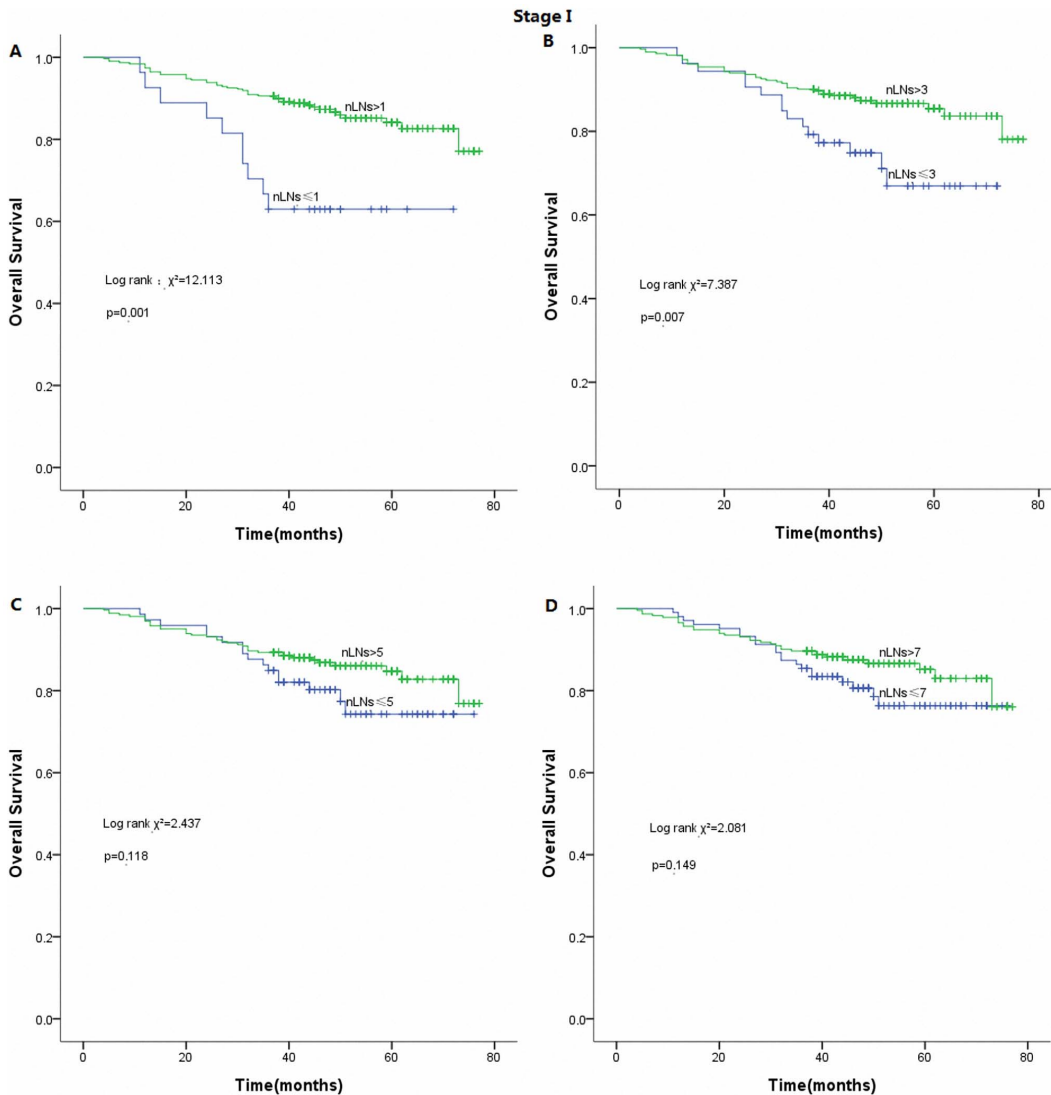 Stage I
A
1.0
0.8
0.6
0.4
0.2
0.0
Overall Survival
nLNs>1
nLNs⩽1
Log rank : χ²=12.113
p=0.001
0 20 40 60 80
Time(months)
B
1.0
0.8
0.6
0.4
0.2
0.0
Overall Survival
nLNs>3
nLNs⩽3
Log rank χ²=7.387
p=0.007
0 20 40 60 80
Time(months)
C
1.0
0.8
0.6
0.4
0.2
0.0
Overall Survival
nLNs>5
nLNs⩽5
Log rank χ²=2.437
p=0.118
0 20 40 60 80
Time(months)
D
1.0
0.8
0.6
0.4
0.2
0.0
Overall Survival
nLNs>7
nLNs⩽7
Log rank χ²=2.081
p=0.149
0 20 40 60 80
Time(months)